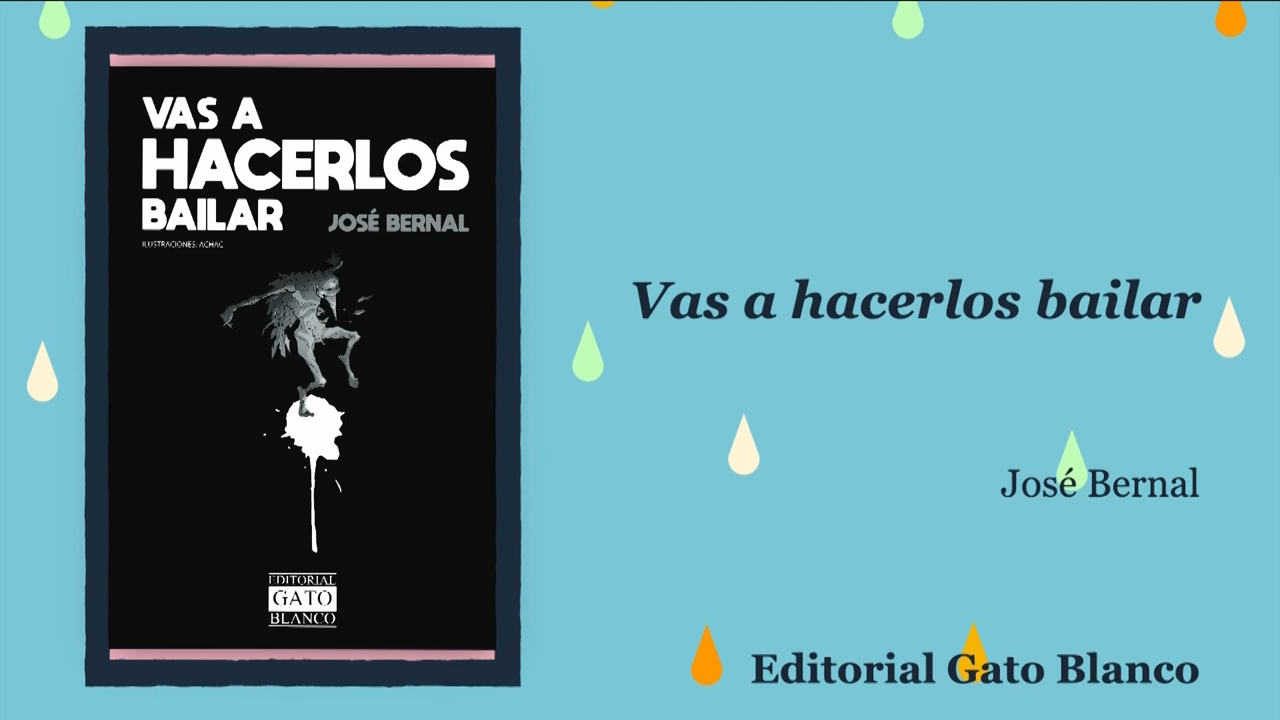 VAS A
HACERLOS
BAILAR
JOSÉ BERNAL
ILUSTRACIONES: ACHAC
EDITORIAL
GATO
BLANCO
Vas a hacerlos bailar
José Bernal
Editorial Gato Blanco